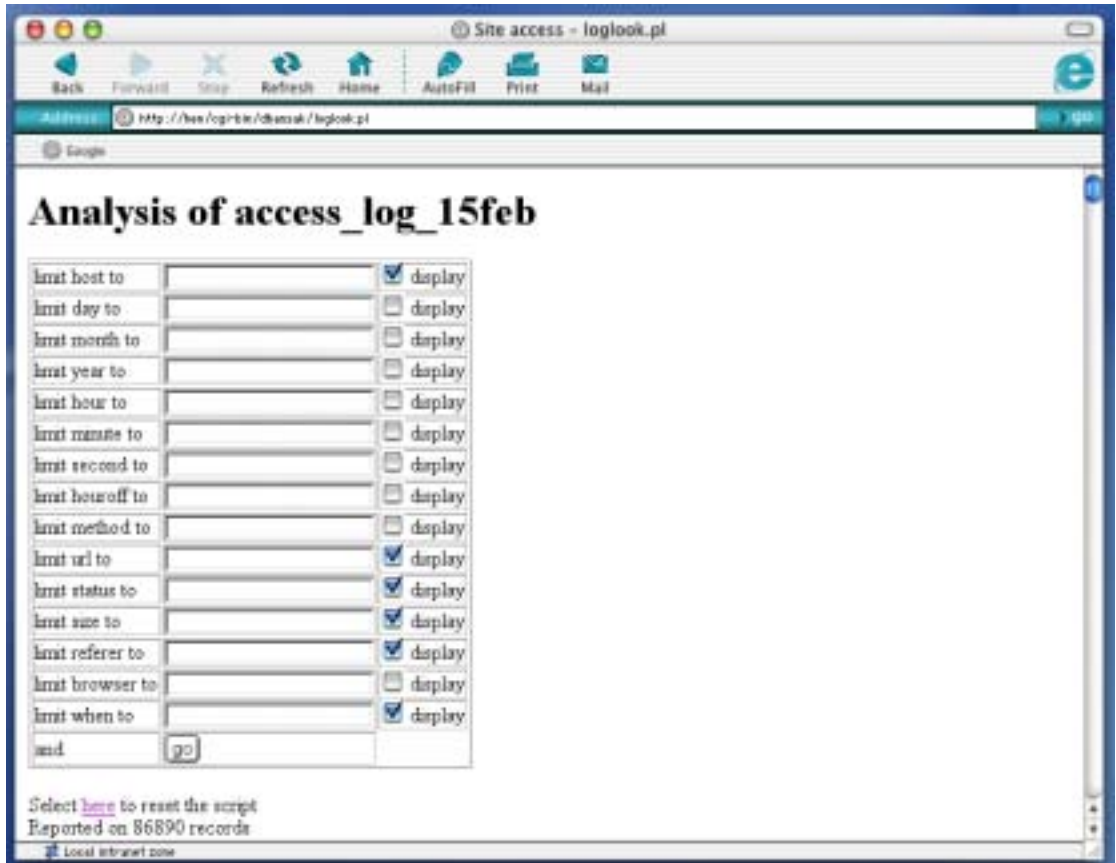 Site access - loglook.pl
Back Forward Stop Refresh Home AutoFill Print Mail
Address go
Google
Analysis of access_log_15feb
limit host to display
limit day to display
limit month to display
limit year to display
limit hour to display
limit minute to display
limit second to display
limit houroff to display
limit method to display
limit url to display
limit status to display
limit size to display
limit referer to display
limit browser to display
limit when to display
and go
Select here to reset the script
Reported on 86890 records
Local intranet zone